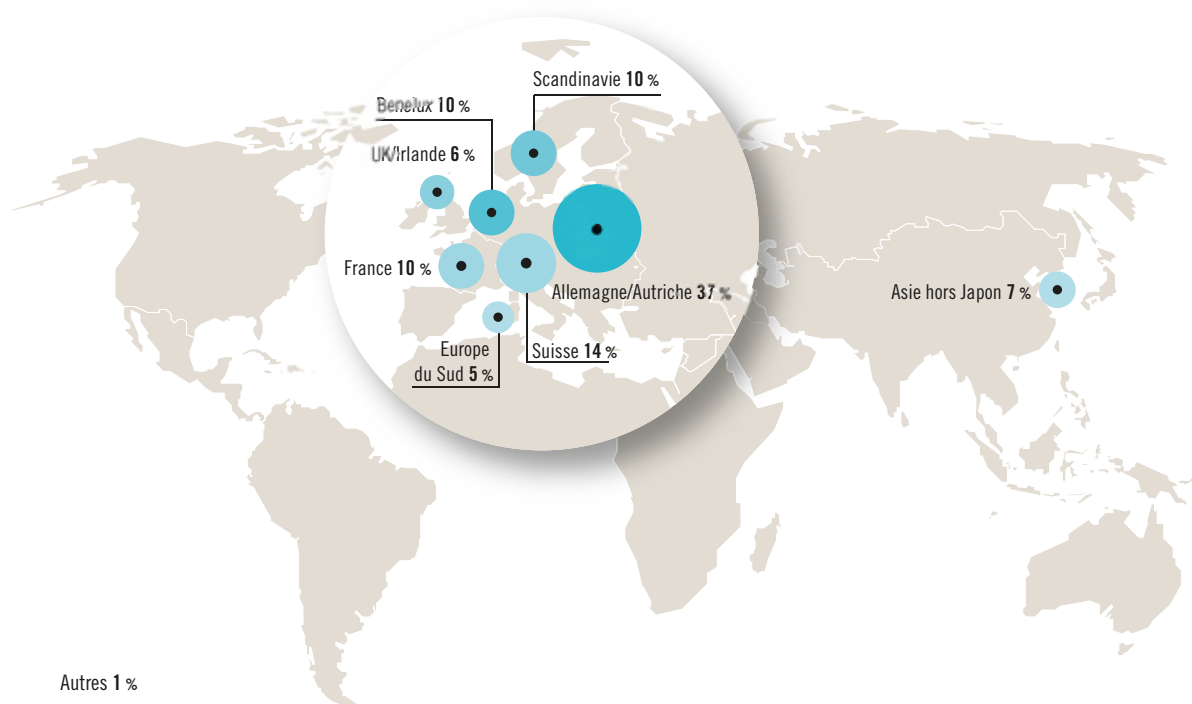 Scandinavie 10 %
Benelux 10 %
UK/Irlande 6 %
France 10 %
Allemagne/Autriche 37 %
Asie hors Japon 7 %
Europe
du Sud 5 %
Suisse 14 %
Autres 1 %